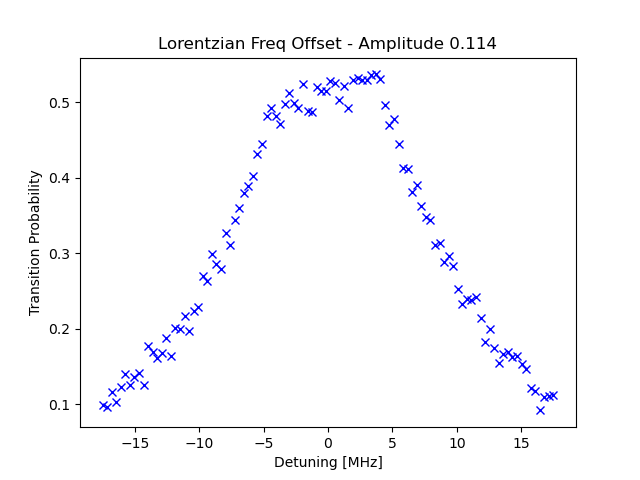 Lorentzian Freq Offset - Amplitude 0.114
Transition Probability
0.5
0.4
0.3
0.2
0.1
−15 −10 −5 0 5 10 15
Detuning [MHz]